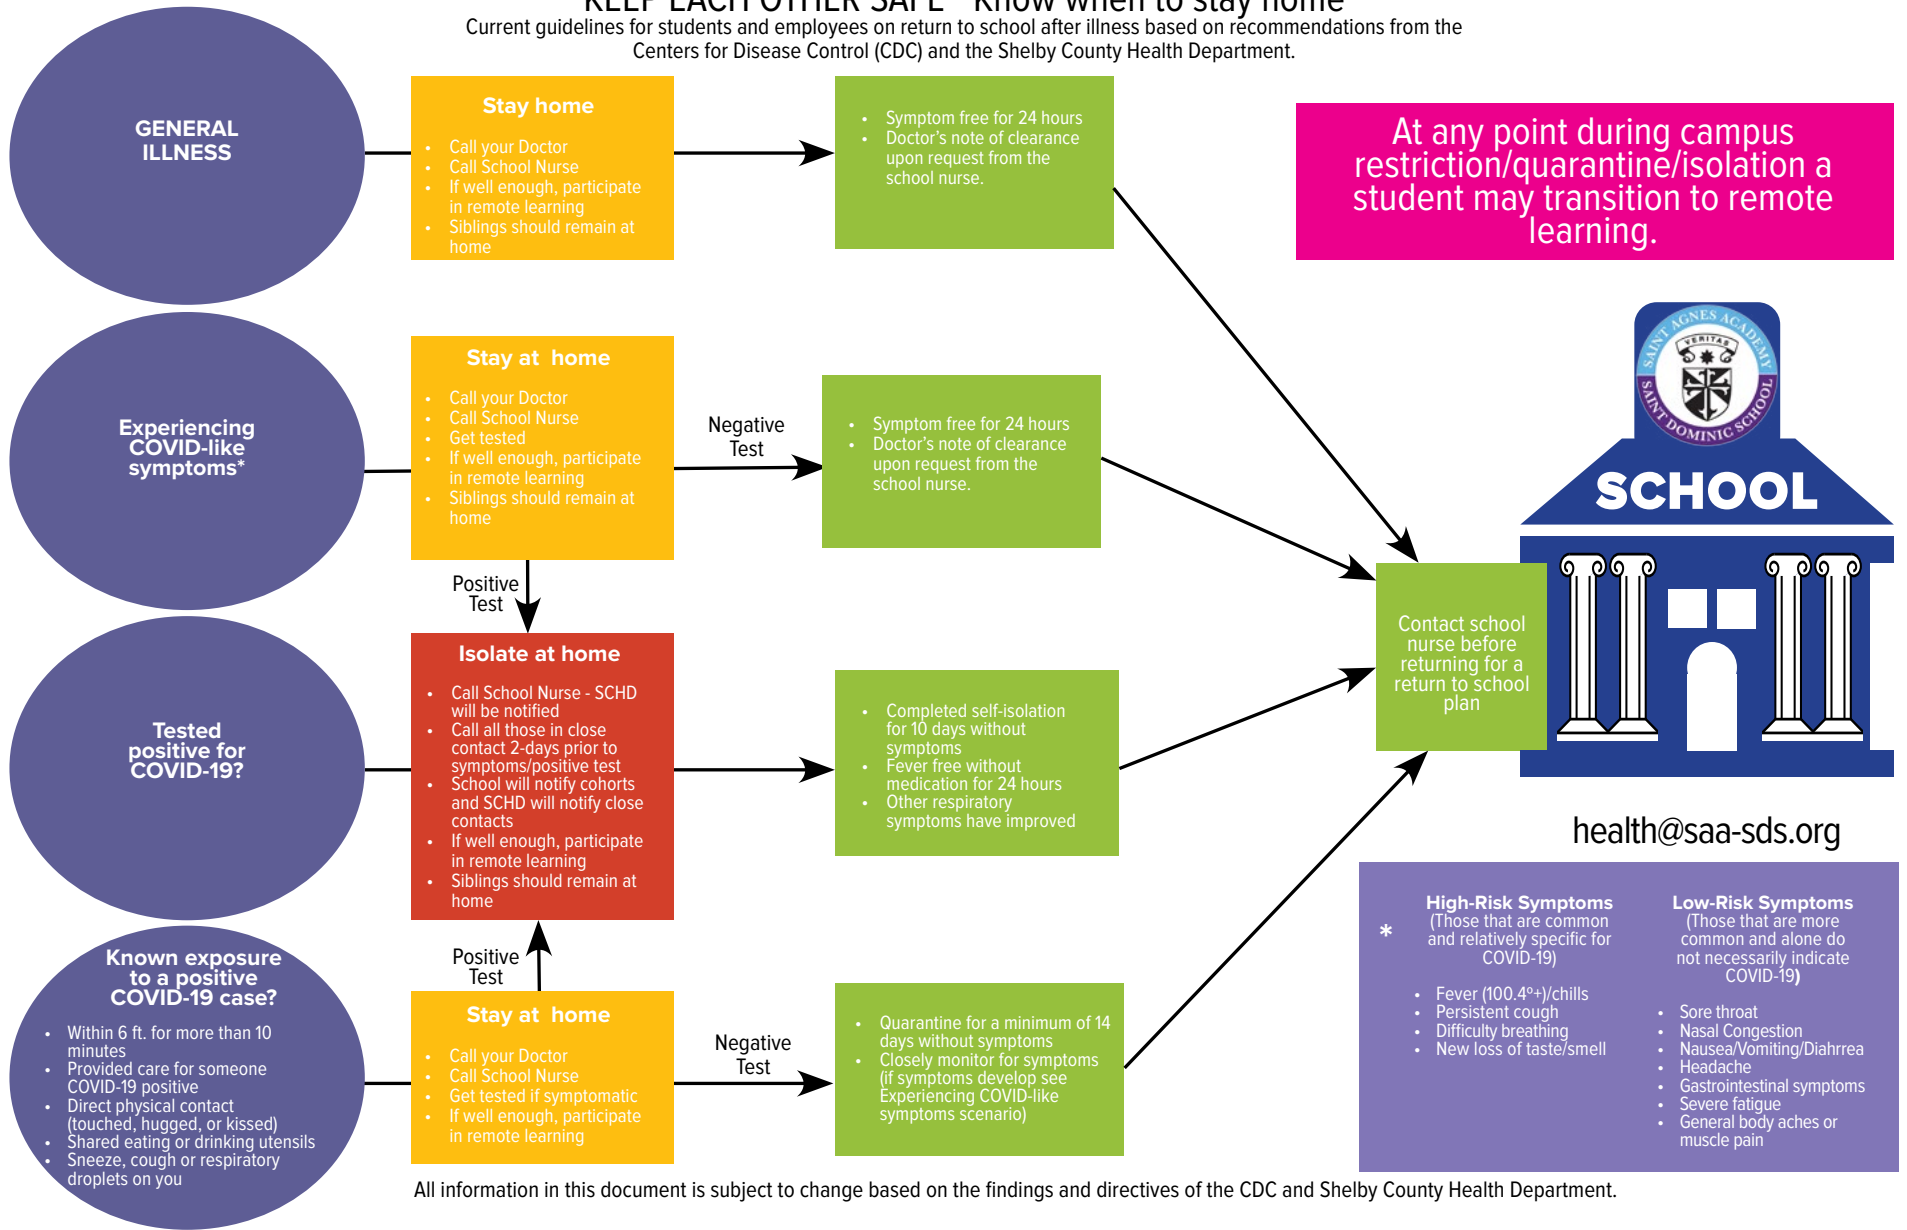 KEEP EACH OTHER SAFE - Know when to stay home
Current guidelines for students and employees on return to school after illness based on recommendations from the
Centers for Disease Control (CDC) and the Shelby County Health Department.
GENERAL
ILLNESS
Stay home
• Call your Doctor
• Call School Nurse
• If well enough, participate
in remote learning
• Siblings should remain at
home
• Symptom free for 24 hours
• Doctor's note of clearance
upon request from the
school nurse.
At any point during campus
restriction/quarantine/isolation a
student may transition to remote
learning.
Experiencing
COVID-like
symptoms*
Stay at home
• Call your Doctor
• Call School Nurse
• Get tested
• If well enough, participate
in remote learning
• Siblings should remain at
home
Negative
Test
• Symptom free for 24 hours
• Doctor's note of clearance
upon request from the
school nurse.
Positive
Test
Tested
positive for
COVID-19?
Isolate at home
• Call School Nurse - SCHD
will be notified
• Call all those in close
contact 2-days prior to
symptoms/positive test
• School will notify cohorts
and SCHD will notify close
contacts
• If well enough, participate
in remote learning
• Siblings should remain at
home
• Completed self-isolation
for 10 days without
symptoms
• Fever free without
medication for 24 hours
• Other respiratory
symptoms have improved
Known exposure
to a positive
COVID-19 case?
• Within 6 ft. for more than 10
minutes
• Provided care for someone
COVID-19 positive
• Direct physical contact
(touched, hugged, or kissed)
• Shared eating or drinking utensils
• Sneeze, cough or respiratory
droplets on you
Positive
Test
Stay at home
• Call your Doctor
• Call School Nurse
• Get tested if symptomatic
• If well enough, participate
in remote learning
Negative
Test
• Quarantine for a minimum of 14
days without symptoms
• Closely monitor for symptoms
(if symptoms develop see
Experiencing COVID-like
symptoms scenario)
Contact school
nurse before
returning for a
return to school
plan
SAINT AGNES ACADEMY
VERITAS
SAINT DOMINIC SCHOOL
SCHOOL
health@saa-sds.org
*
High-Risk Symptoms
(Those that are common
and relatively specific for
COVID-19)
• Fever (100.4º+)/chills
• Persistent cough
• Difficulty breathing
• New loss of taste/smell
Low-Risk Symptoms
(Those that are more
common and alone do
not necessarily indicate
COVID-19)
• Sore throat
• Nasal Congestion
• Nausea/Vomiting/Diahrrea
• Headache
• Gastrointestinal symptoms
• Severe fatigue
• General body aches or
muscle pain
All information in this document is subject to change based on the findings and directives of the CDC and Shelby County Health Department.